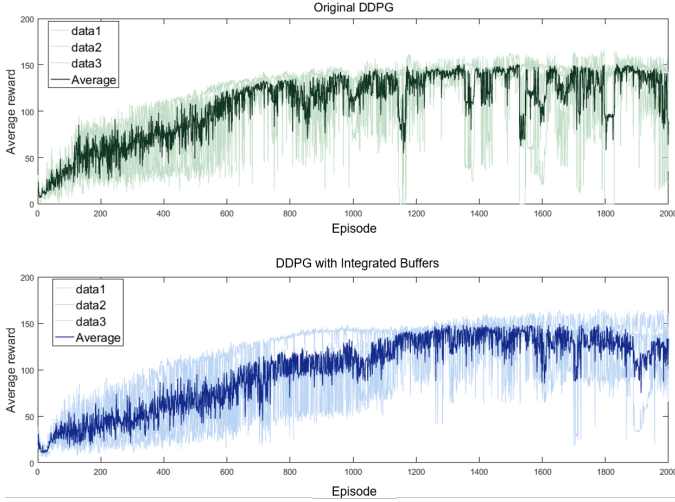 Original DDPG
200
150
100
50
0
Average reward
data1
data2
data3
Average
0 200 400 600 800 1000 1200 1400 1600 1800 2000
Episode
DDPG with Integrated Buffers
200
150
100
50
0
Average reward
data1
data2
data3
Average
0 200 400 600 800 1000 1200 1400 1600 1800 2000
Episode